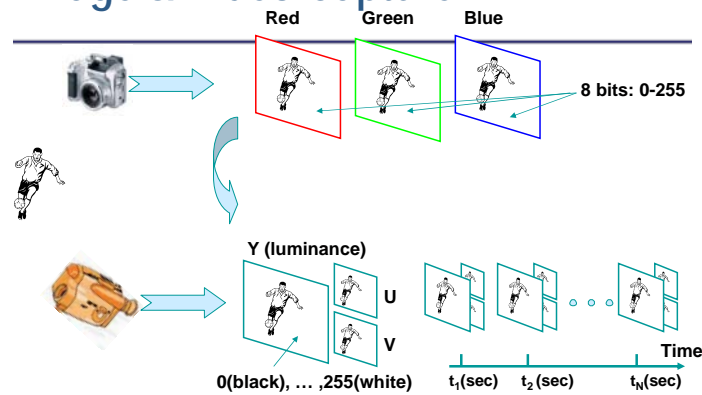 Red Green Blue
8 bits: 0-255
Y (luminance)
U
V
Time
0(black), ... ,255(white)
t1(sec) t2 (sec) tN(sec)